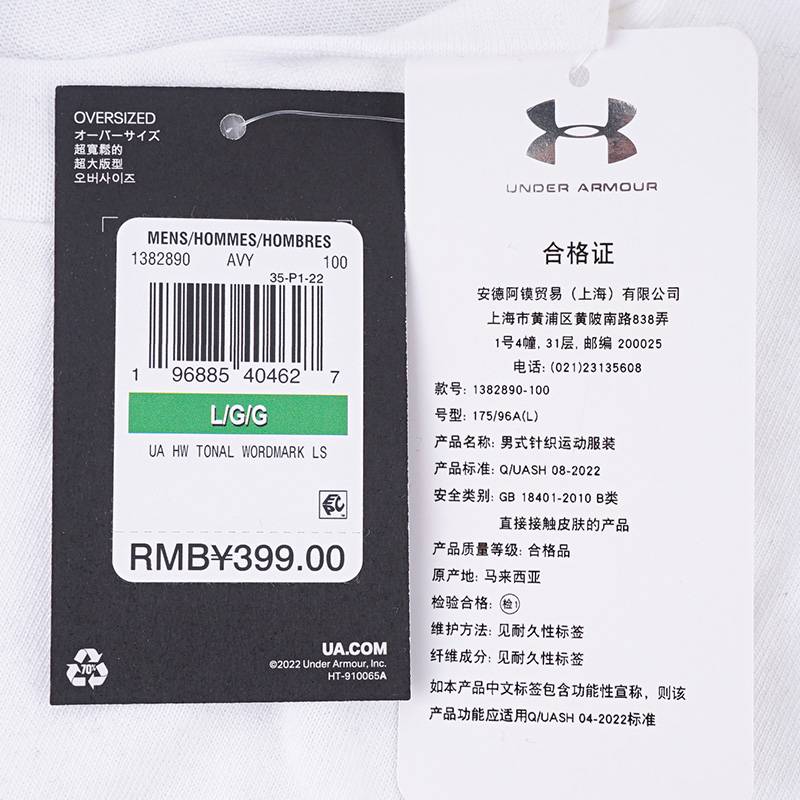 OVERSIZED
オーバーサイズ
超寬鬆的
超大版型
오버사이즈
MENS/HOMMES/HOMBRES
1382890 AVY 100
35-P1-22
1 96885 40462 7
L/G/G
UA HW TONAL WORDMARK LS
RMB¥399.00
70%
UA.COM
©2022 Under Armour, Inc.
HT-910065A
UNDER ARMOUR
合格证
安德阿镆贸易（上海）有限公司
上海市黄浦区黄陂南路838弄
1号4幢, 31层, 邮编 200025
电话: (021)23135608
款号: 1382890-100
号型: 175/96A(L)
产品名称: 男式针织运动服装
产品标准: Q/UASH 08-2022
安全类别: GB 18401-2010 B类
直接接触皮肤的产品
产品质量等级: 合格品
原产地: 马来西亚
检验合格: 检1
维护方法: 见耐久性标签
纤维成分: 见耐久性标签
如本产品中文标签包含功能性宣称，则该
产品功能应适用Q/UASH 04-2022标准